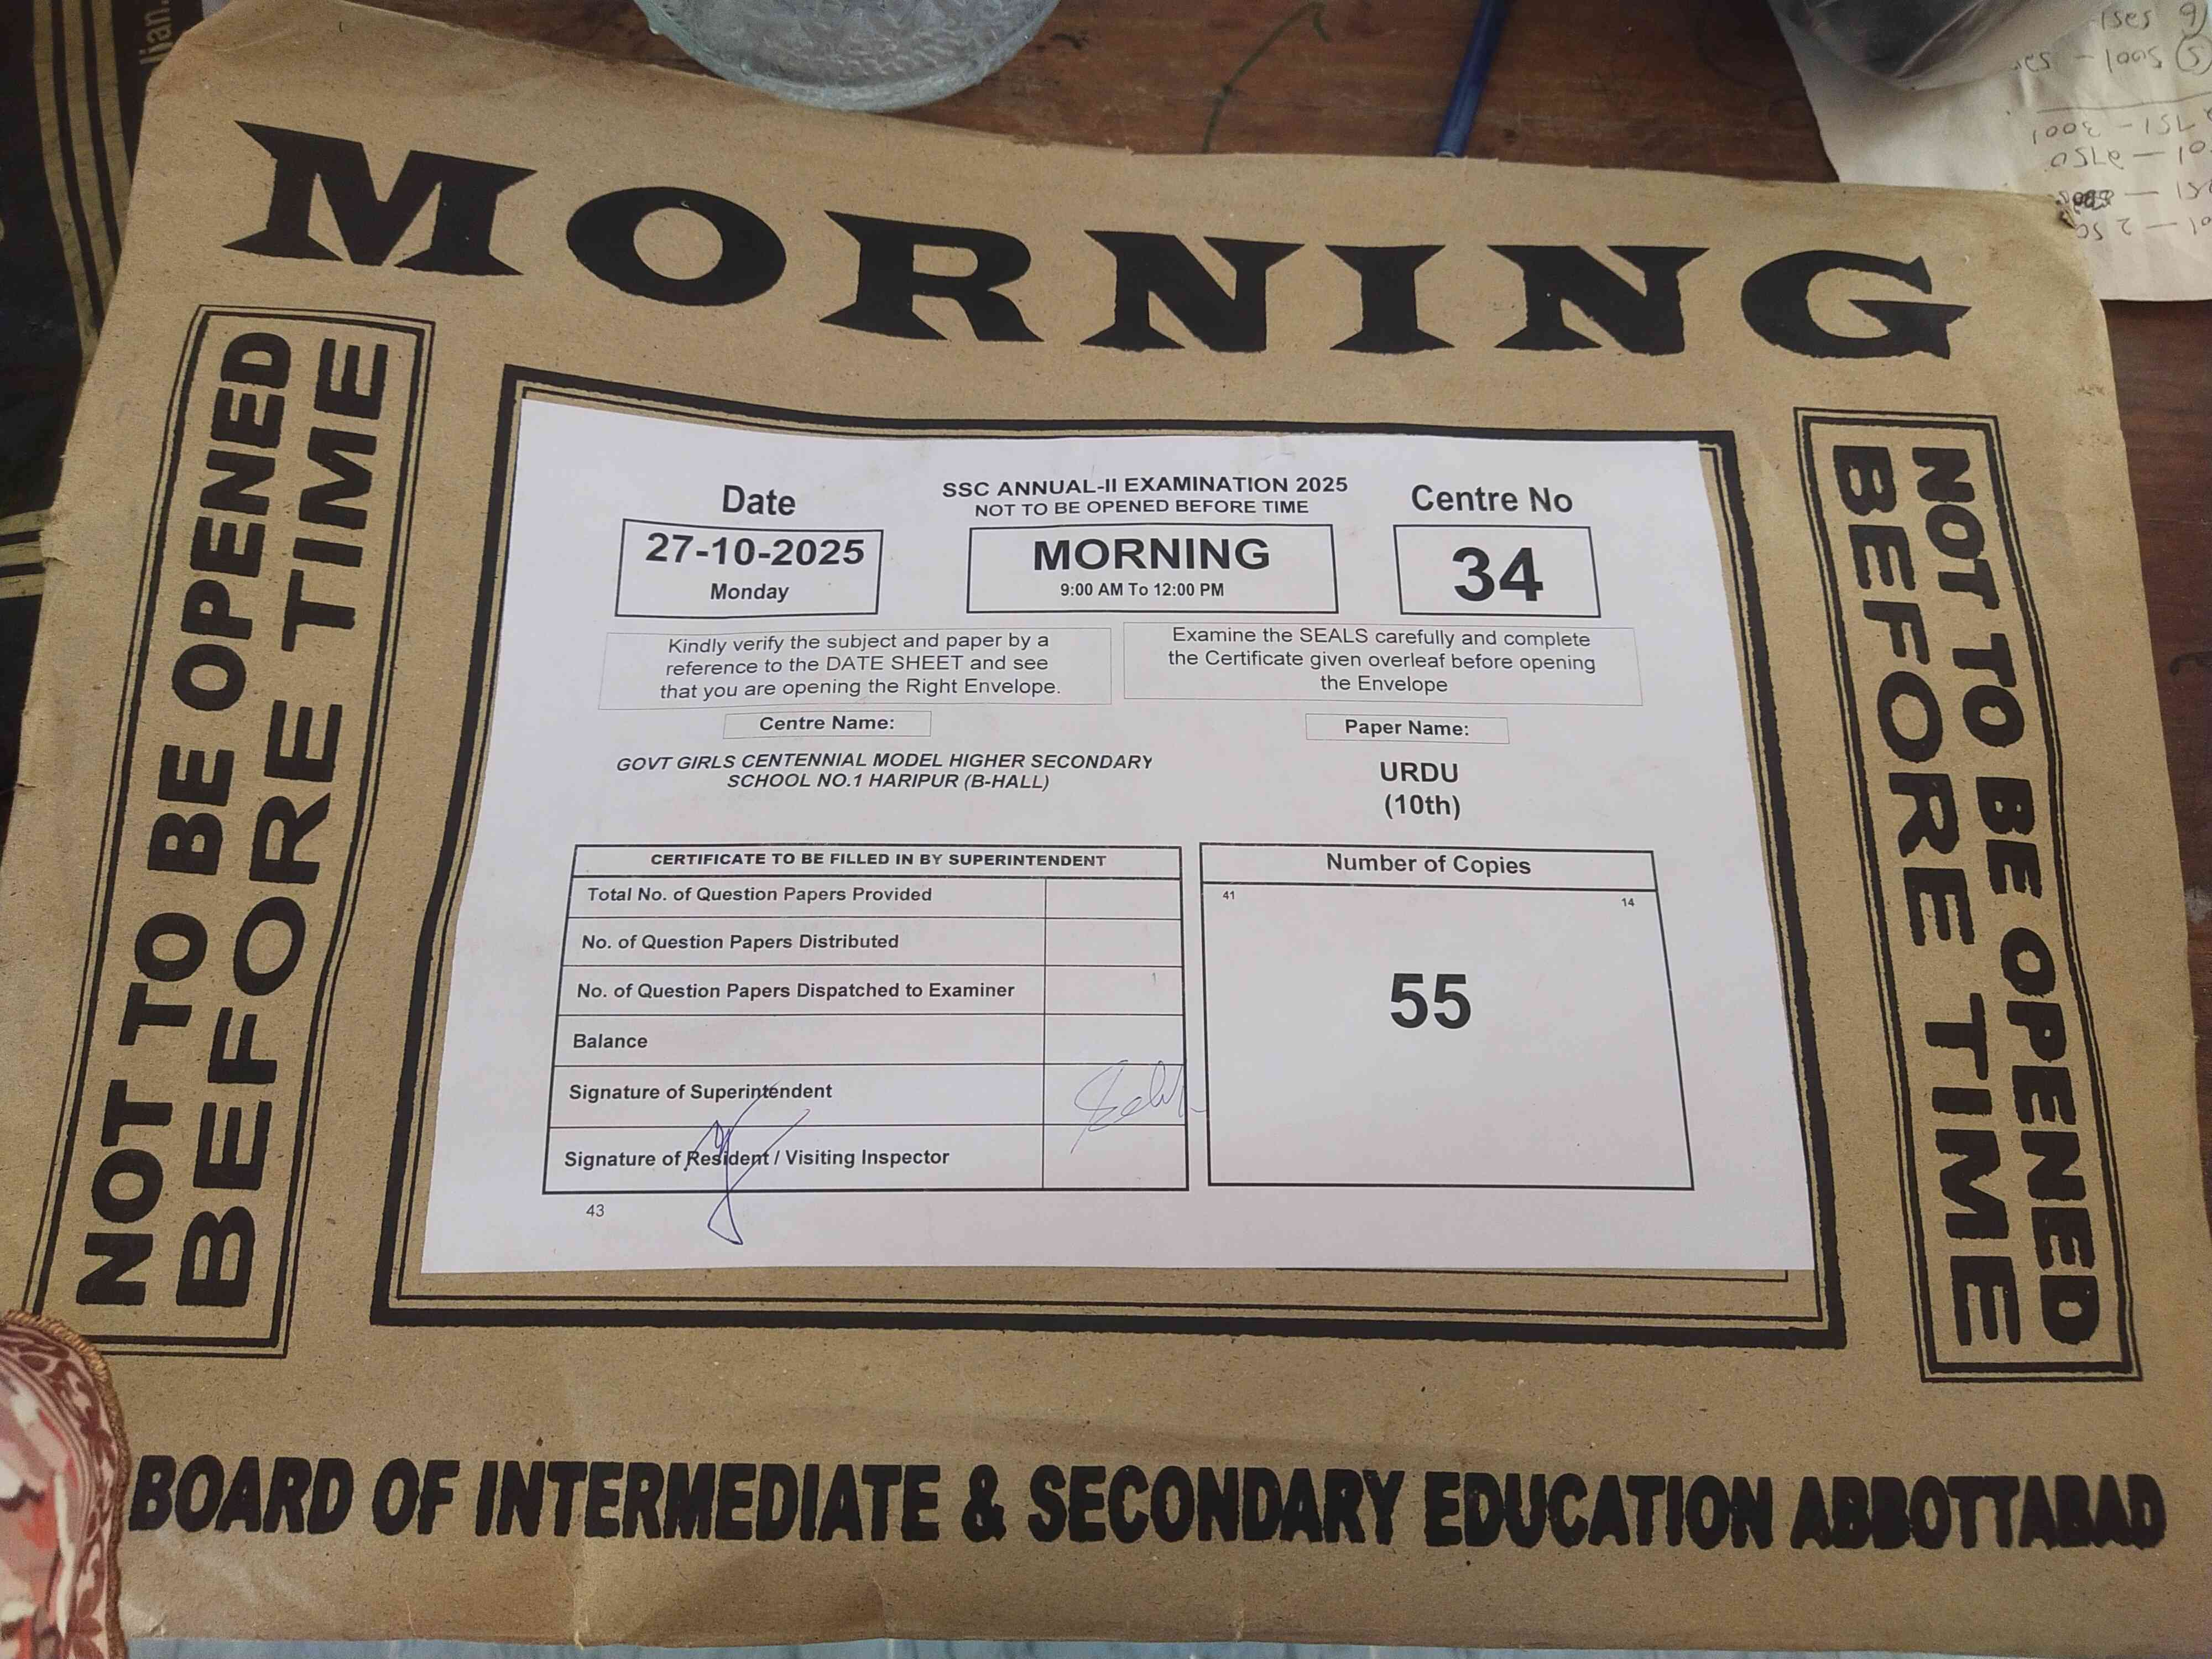 MORNING
NOT TO BE OPENED
BEFORE TIME
Date
27-10-2025
Monday
SSC ANNUAL-II EXAMINATION 2025
NOT TO BE OPENED BEFORE TIME
MORNING
9:00 AM To 12:00 PM
Centre No
34
Kindly verify the subject and paper by a
reference to the DATE SHEET and see
that you are opening the Right Envelope.
Examine the SEALS carefully and complete
the Certificate given overleaf before opening
the Envelope
Centre Name:
GOVT GIRLS CENTENNIAL MODEL HIGHER SECONDARY
SCHOOL NO.1 HARIPUR (B-HALL)
Paper Name:
URDU
(10th)
CERTIFICATE TO BE FILLED IN BY SUPERINTENDENT
Total No. of Question Papers Provided
No. of Question Papers Distributed
No. of Question Papers Dispatched to Examiner
Balance
Signature of Superintendent
Signature of Resident / Visiting Inspector
43
Number of Copies
41 14
55
NOT TO BE OPENED
BEFORE TIME
BOARD OF INTERMEDIATE & SECONDARY EDUCATION ABBOTTABAD